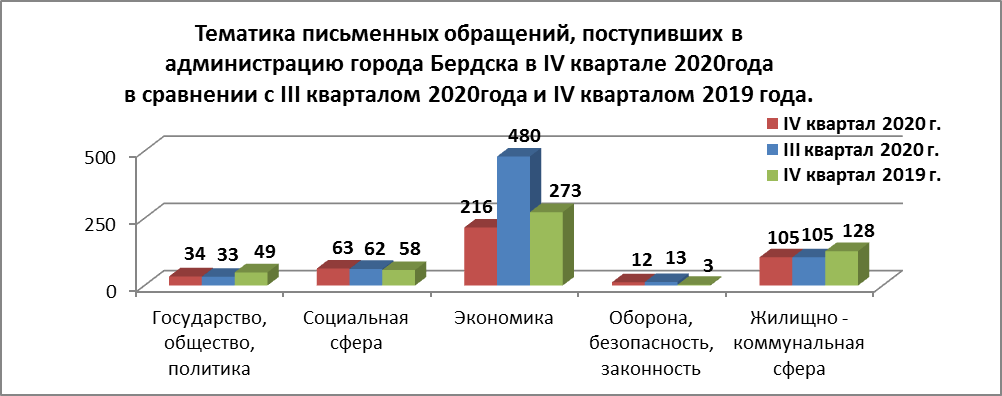 Тематика письменных обращений, поступивших в
администрацию города Бердска в IV квартале 2020года
в сравнении с III кварталом 2020года и IV кварталом 2019 года.
IV квартал 2020 г.
III квартал 2020 г.
IV квартал 2019 г.
500
250
0
34 33 49
63 62 58
216 480 273
12 13 3
105 105 128
Государство,
общество,
политика
Социальная
сфера
Экономика
Оборона,
безопасность,
законность
Жилищно -
коммунальная
сфера